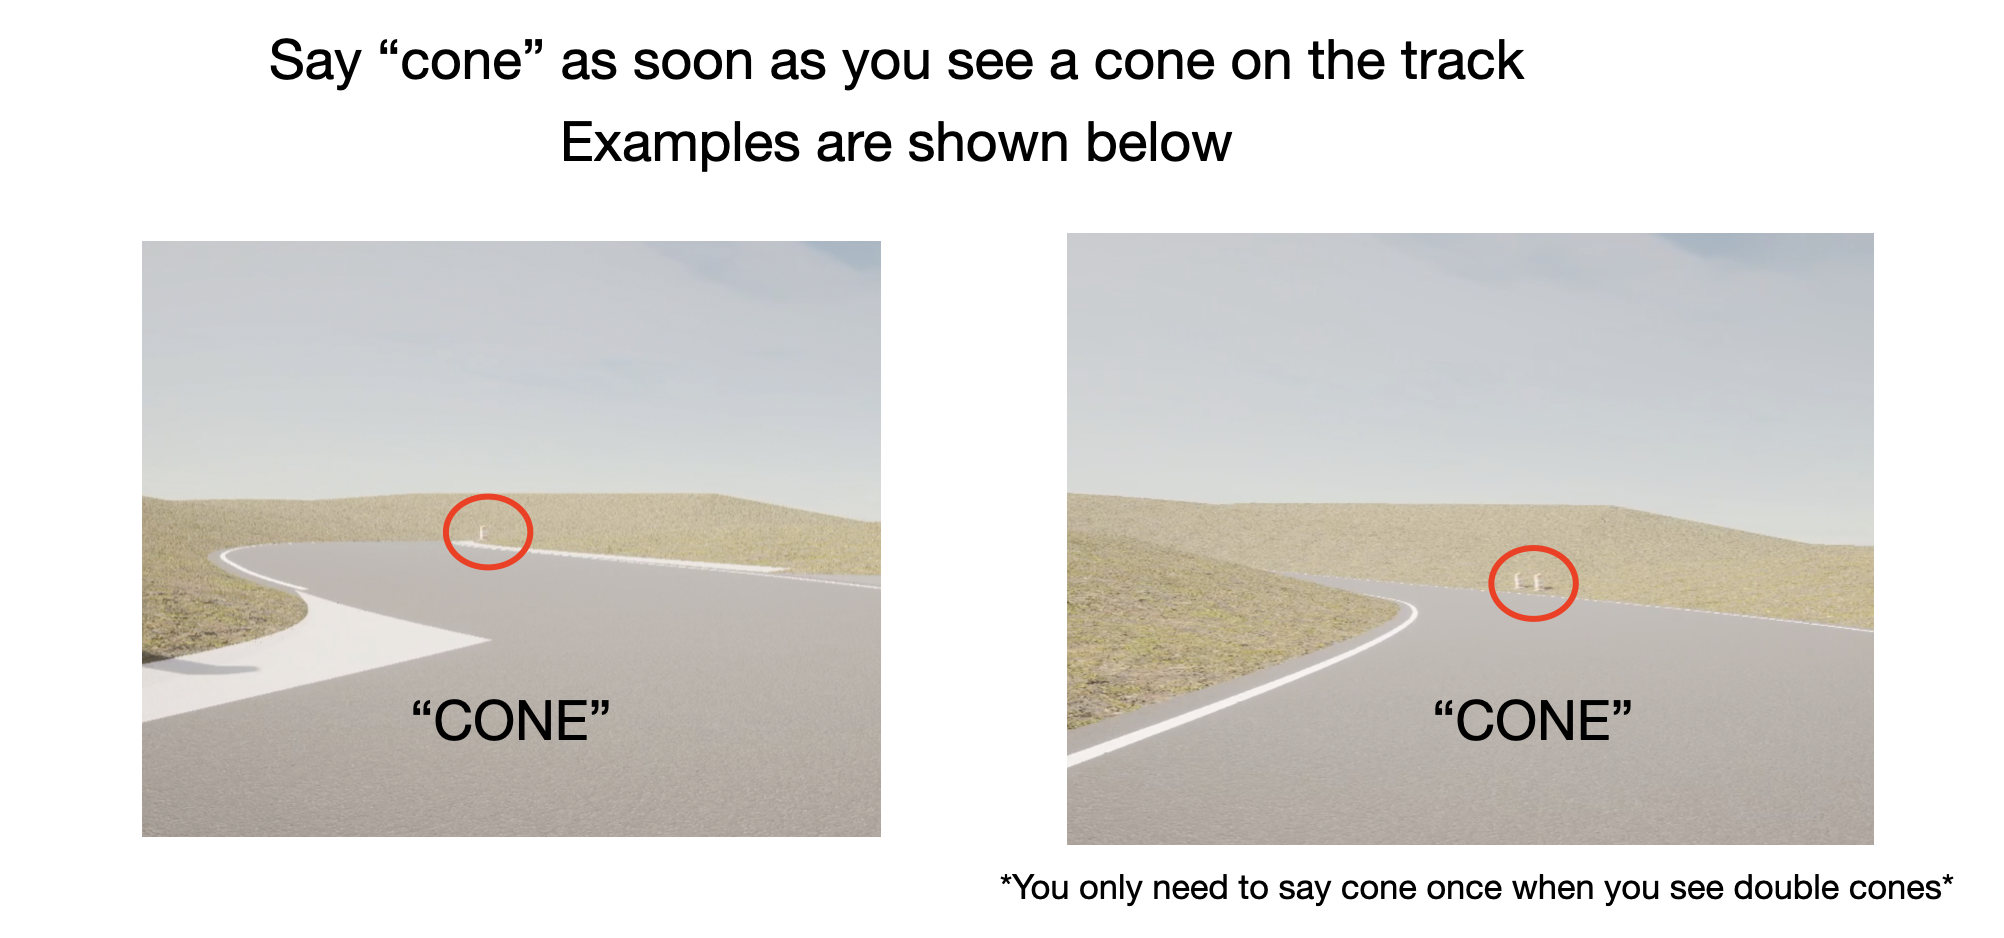 Say “cone” as soon as you see a cone on the track
Examples are shown below
“CONE”
“CONE”
*You only need to say cone once when you see double cones*